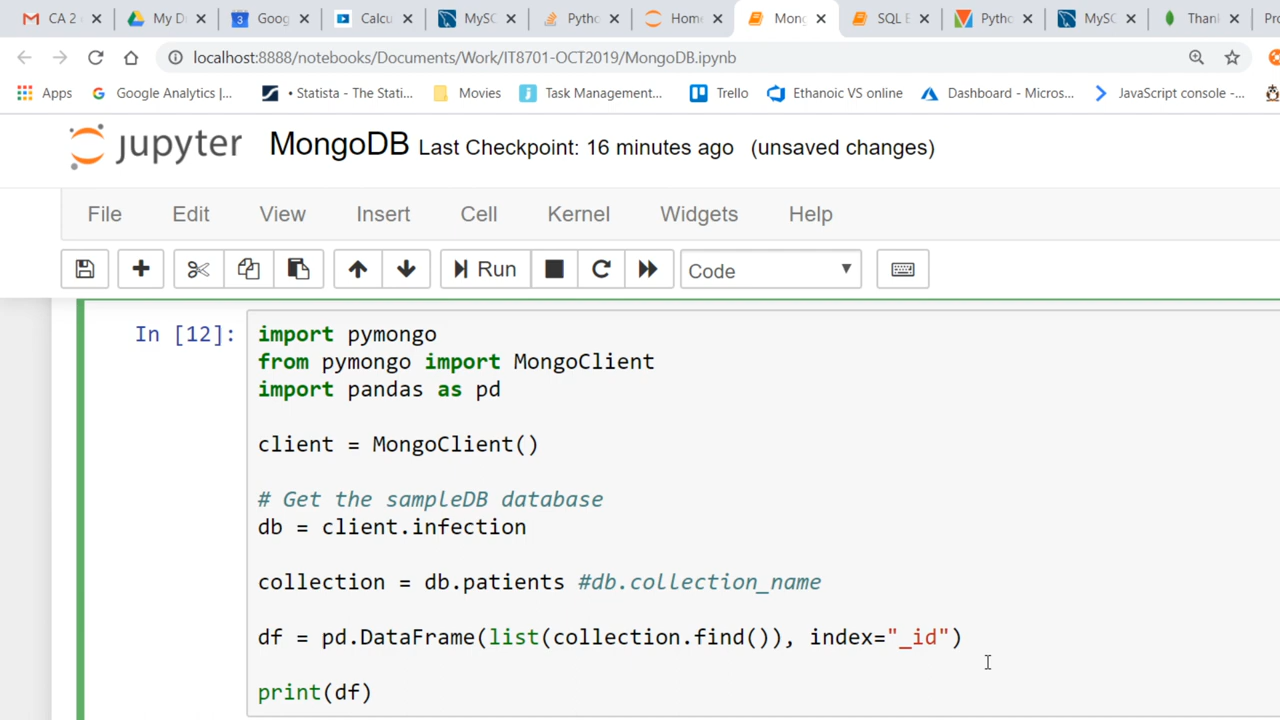 CA 2
My D
Goog
Calcu
MySC
Pytho
Home
Mong
SQL E
Pytho
MySC
Thank
localhost:8888/notebooks/Documents/Work/IT8701-OCT2019/MongoDB.ipynb
Apps
Google Analytics |...
• Statista - The Stati...
Movies
Task Management...
Trello
Ethanoic VS online
Dashboard - Micros...
JavaScript console -...
jupyter MongoDB Last Checkpoint: 16 minutes ago (unsaved changes)
File Edit View Insert Cell Kernel Widgets Help
Run Code
In [12]:
import pymongo
from pymongo import MongoClient
import pandas as pd
client = MongoClient()
# Get the sampleDB database
db = client.infection
collection = db.patients #db.collection_name
df = pd.DataFrame(list(collection.find()), index="_id")
print(df)